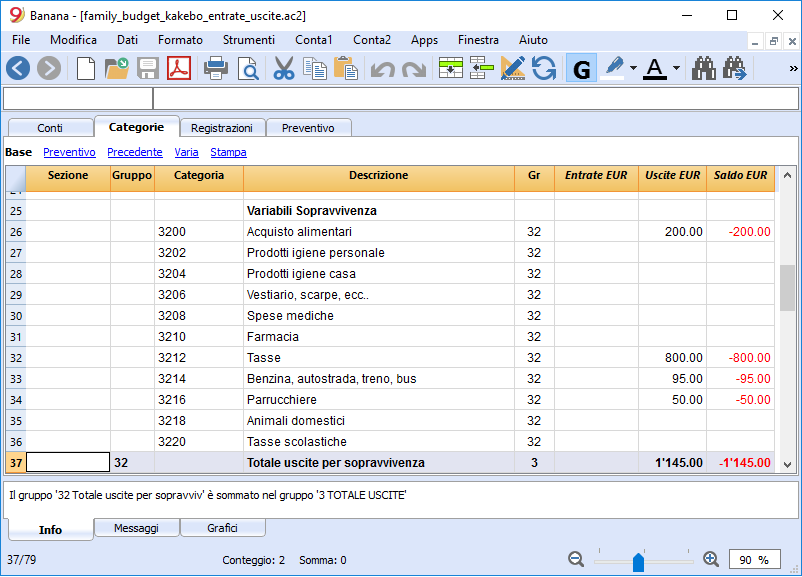 Banana - [family_budget_kakebo_entrate_uscite.ac2]
File Modifica Dati Formato Strumenti Conta1 Conta2 Apps Finestra Aiuto
G A »
Conti Categorie Registrazioni Preventivo
Base Preventivo Precedente Varia Stampa
Sezione Gruppo Categoria Descrizione Gr Entrate EUR Uscite EUR Saldo EUR
25 Variabili Sopravvivenza
26 3200 Acquisto alimentari 32 200.00 -200.00
27 3202 Prodotti igiene personale 32
28 3204 Prodotti igiene casa 32
29 3206 Vestiario, scarpe, ecc.. 32
30 3208 Spese mediche 32
31 3210 Farmacia 32
32 3212 Tasse 32 800.00 -800.00
33 3214 Benzina, autostrada, treno, bus 32 95.00 -95.00
34 3216 Parrucchiere 32 50.00 -50.00
35 3218 Animali domestici 32
36 3220 Tasse scolastiche 32
37 32 Totale uscite per sopravvivenza 3 1'145.00 -1'145.00
Il gruppo '32 Totale uscite per sopravviv' è sommato nel gruppo '3 TOTALE USCITE'
Info Messaggi Grafici
37/79 Conteggio: 2 Somma: 0 90 %